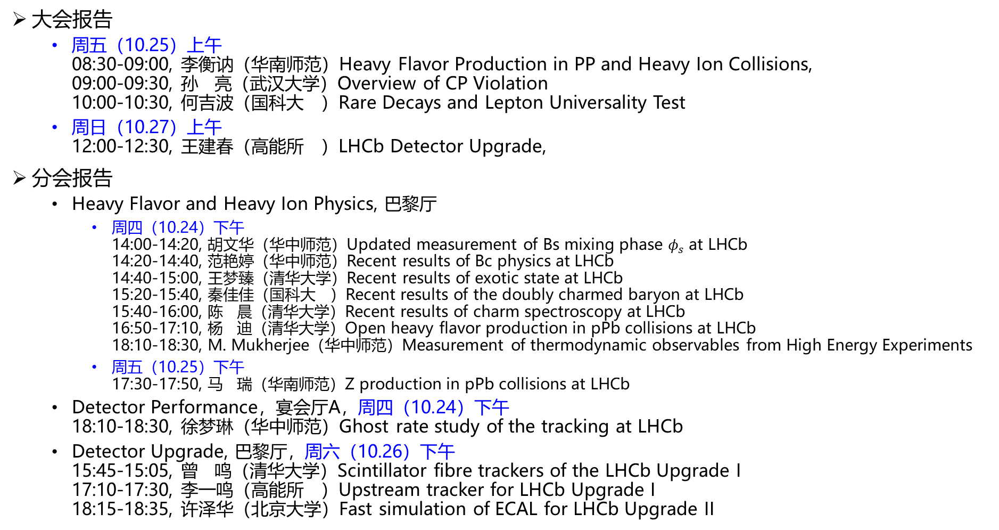 ➢ 大会报告
• 周五（10.25）上午
08:30-09:00, 李衡讷（华南师范）Heavy Flavor Production in PP and Heavy Ion Collisions,
09:00-09:30, 孙 亮（武汉大学）Overview of CP Violation
10:00-10:30, 何吉波（国科大 ）Rare Decays and Lepton Universality Test
• 周日（10.27）上午
12:00-12:30, 王建春（高能所 ）LHCb Detector Upgrade,
➢ 分会报告
• Heavy Flavor and Heavy Ion Physics, 巴黎厅
• 周四（10.24）下午
14:00-14:20, 胡文华（华中师范）Updated measurement of Bs mixing phase ϕₛ at LHCb
14:20-14:40, 范艳婷（华中师范）Recent results of Bc physics at LHCb
14:40-15:00, 王梦臻（清华大学）Recent results of exotic state at LHCb
15:20-15:40, 秦佳佳（国科大 ）Recent results of the doubly charmed baryon at LHCb
15:40-16:00, 陈 晨（清华大学）Recent results of charm spectroscopy at LHCb
16:50-17:10, 杨 迪（清华大学）Open heavy flavor production in pPb collisions at LHCb
18:10-18:30, M. Mukherjee（华中师范）Measurement of thermodynamic observables from High Energy Experiments
• 周五（10.25）下午
17:30-17:50, 马 瑞（华南师范）Z production in pPb collisions at LHCb
• Detector Performance，宴会厅A，周四（10.24）下午
18:10-18:30, 徐梦琳（华中师范）Ghost rate study of the tracking at LHCb
• Detector Upgrade, 巴黎厅，周六（10.26）下午
15:45-15:05, 曾 鸣（清华大学）Scintillator fibre trackers of the LHCb Upgrade I
17:10-17:30, 李一鸣（高能所 ）Upstream tracker for LHCb Upgrade I
18:15-18:35, 许泽华（北京大学）Fast simulation of ECAL for LHCb Upgrade II